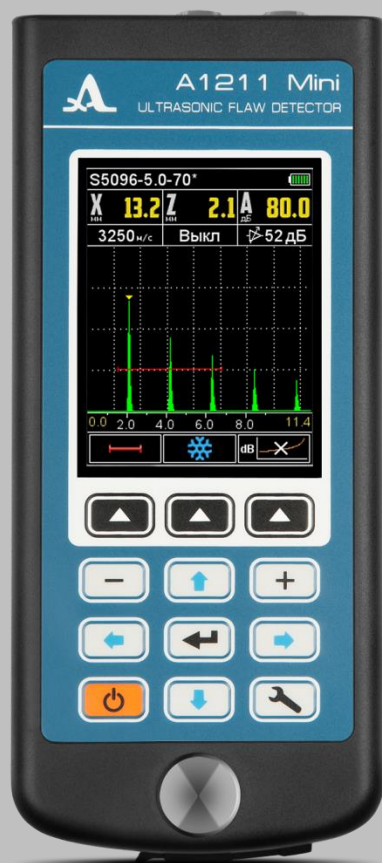 A1211 Mini
ULTRASONIC FLAW DETECTOR
S5096-5.0-70*
X мм 13.2 Z мм 2.1 A дБ 80.0
3250 м/с Выкл 52 дБ
0.0 2.0 4.0 6.0 8.0 11.4
dB